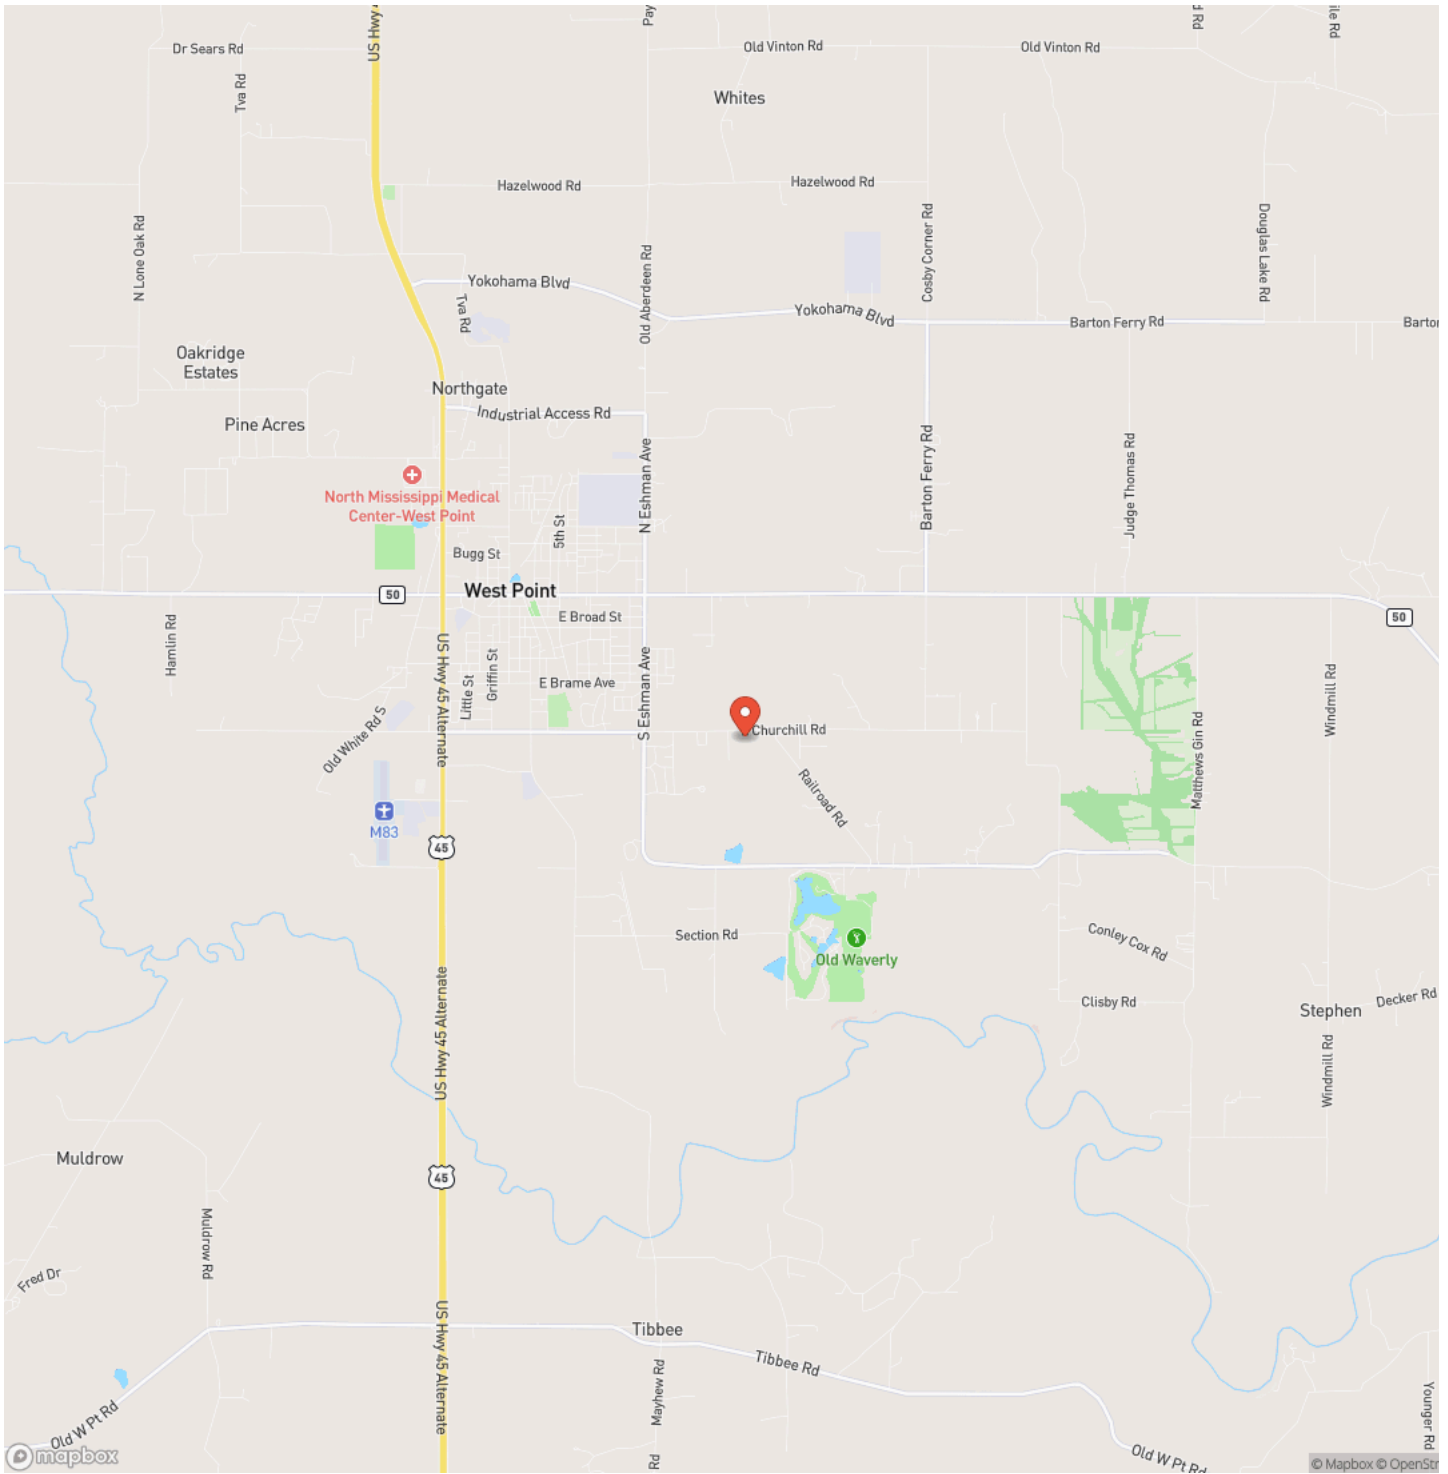 US Hwy 4
Pay
Old Vinton Rd
Old Vinton Rd
d Rd
ile Rd
Dr Sears Rd
Tva Rd
Whites
Hazelwood Rd
Hazelwood Rd
N Lone Oak Rd
Old Aberdeen Rd
Cosby Corner Rd
Douglas Lake Rd
Yokohama Blvd
Tva Rd
Yokohama Blvd
Barton Ferry Rd
Barton
Oakridge
Estates
Northgate
Industrial Access Rd
Pine Acres
N Eshman Ave
Barton Ferry Rd
Judge Thomas Rd
North Mississippi Medical
Center-West Point
5th St
Bugg St
50
West Point
E Broad St
50
Hamlin Rd
US Hwy 45 Alternate
Little St
Griffin St
E Brame Ave
S Eshman Ave
Windmill Rd
Old White Rd S
Churchill Rd
Matthews Gin Rd
Railroad Rd
M83
45
Section Rd
Old Waverly
Conley Cox Rd
Clisby Rd
Stephen
Decker Rd
US Hwy 45 Alternate
Windmill Rd
Muldrow
45
Muldrow Rd
Fred Dr
US Hwy 45 Alternate
Tibbee
Tibbee Rd
Mayhew Rd
Younger Rd
Old W Pt Rd
Old W Pt Rd
Rd
mapbox
© Mapbox © OpenStr